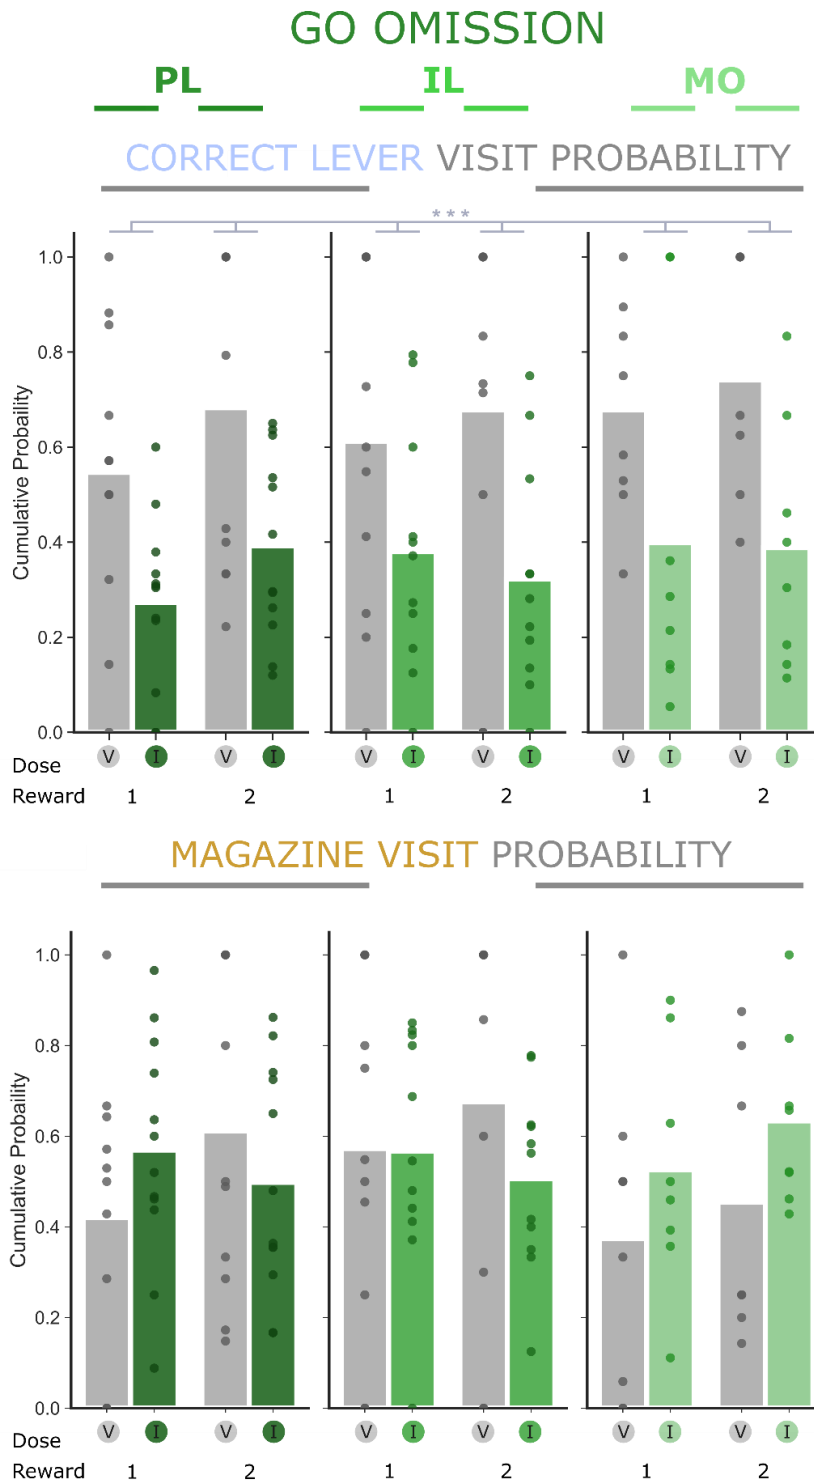 GO OMISSION
PL IL MO
CORRECT LEVER VISIT PROBABILITY
***
1.0
0.8
0.6
0.4
0.2
0.0
Cumulative Probaility
Dose V I V I V I V I V I V I
Reward 1 2 1 2 1 2
MAGAZINE VISIT PROBABILITY
1.0
0.8
0.6
0.4
0.2
0.0
Cumulative Probaility
Dose V I V I V I V I V I V I
Reward 1 2 1 2 1 2